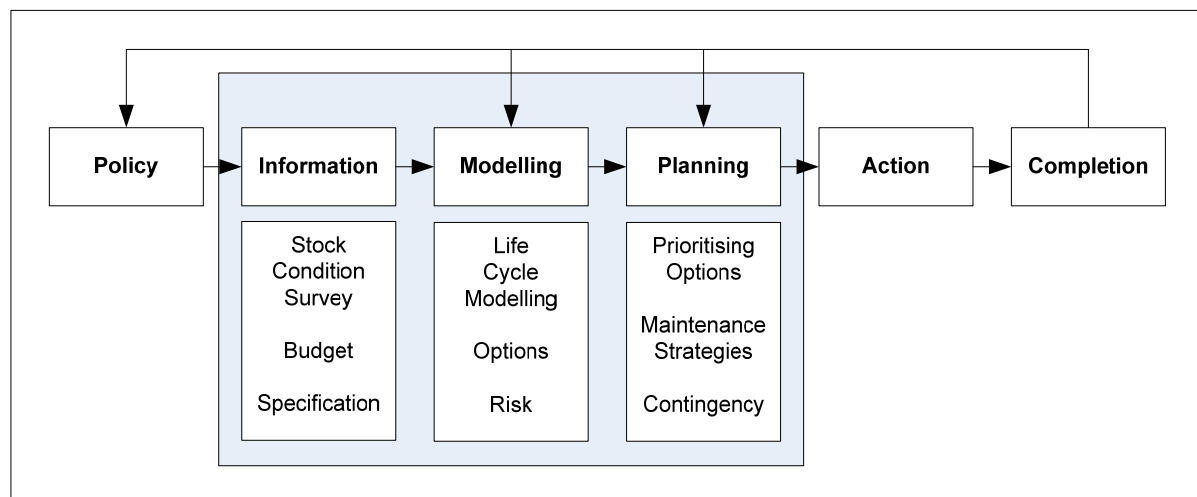 Policy
Information
Modelling
Planning
Action
Completion
Stock
Condition
Survey
Budget
Specification
Life
Cycle
Modelling
Options
Risk
Prioritising
Options
Maintenance
Strategies
Contingency